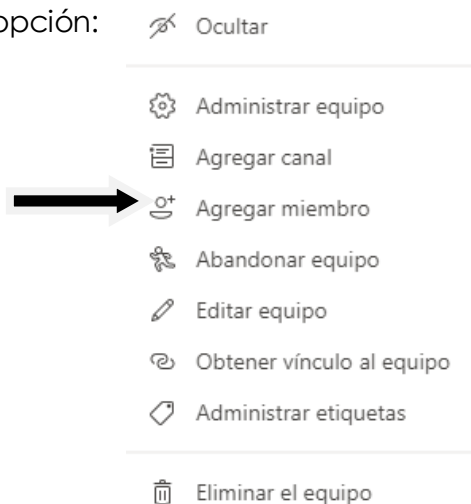 opción:
Ocultar
Administrar equipo
Agregar canal
Agregar miembro
Abandonar equipo
Editar equipo
Obtener vínculo al equipo
Administrar etiquetas
Eliminar el equipo